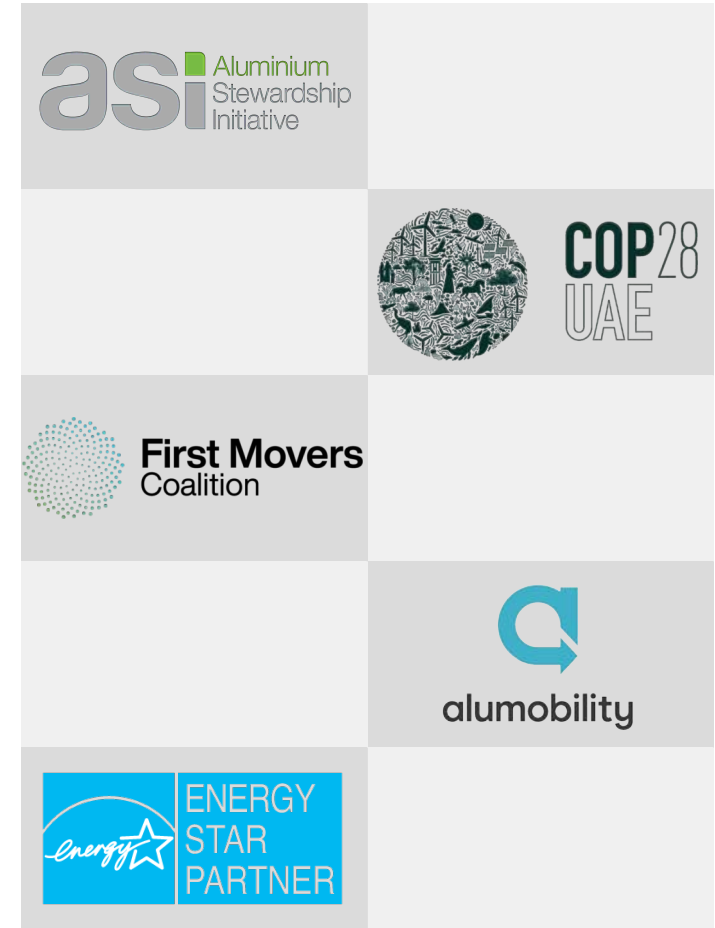 asi
Aluminium
Stewardship
Initiative
COP28
UAE
First Movers
Coalition
alumobility
energy
ENERGY
STAR
PARTNER